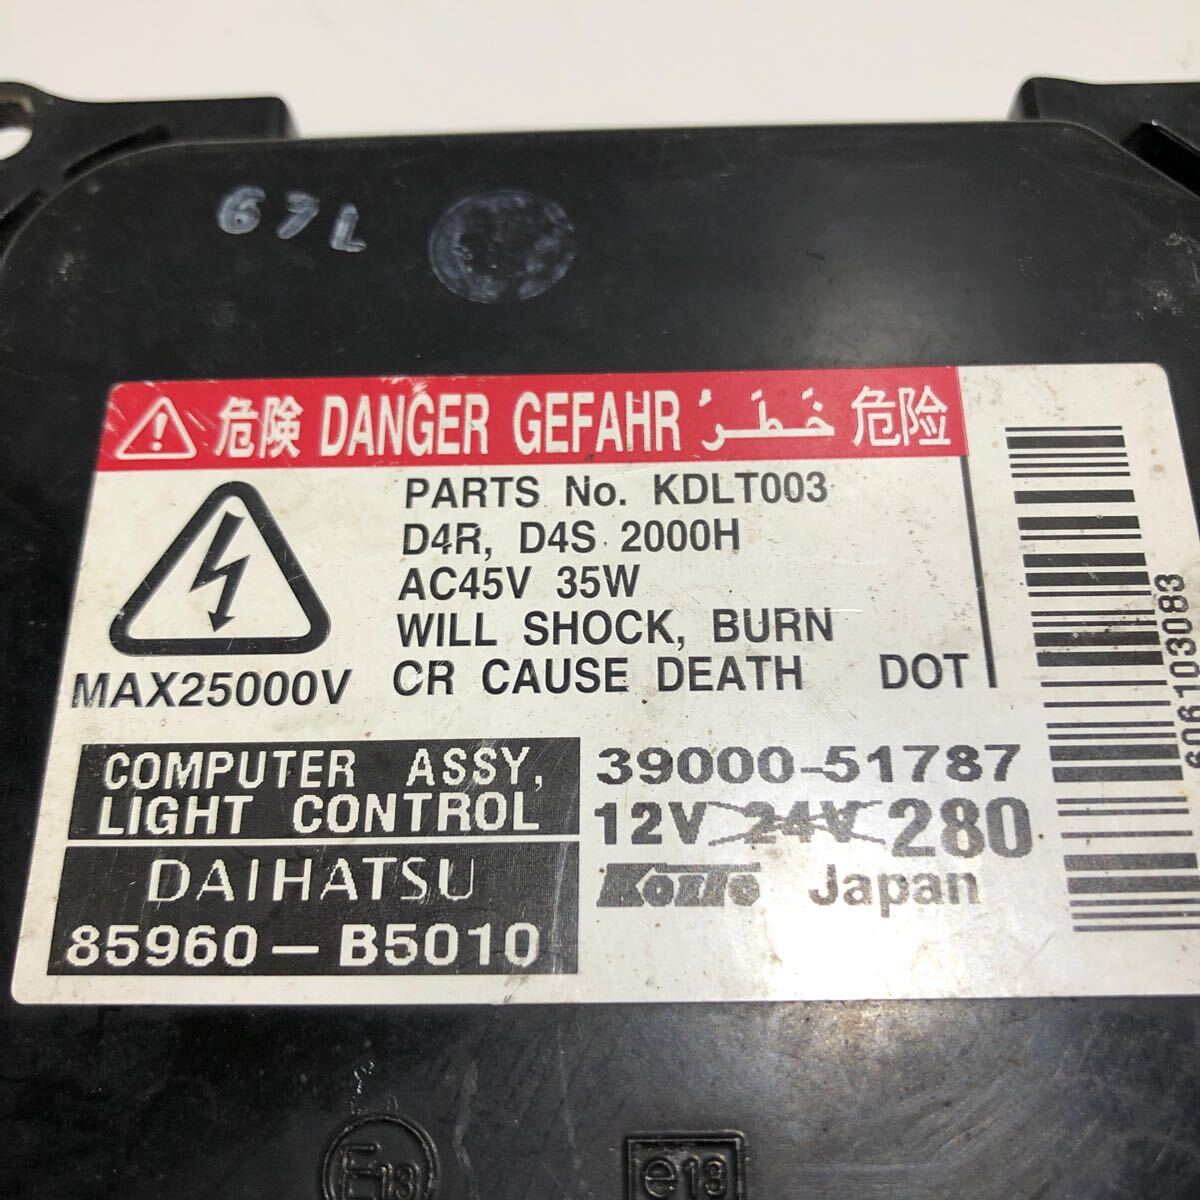 67L
危険 DANGER GEFAHR خَطَرُ 危险
PARTS No. KDLT003
D4R, D4S 2000H
AC45V 35W
WILL SHOCK, BURN
CR CAUSE DEATH DOT
MAX25000V
6061033083
COMPUTER ASSY,
LIGHT CONTROL
DAIHATSU
85960-B5010
39000-51787
12V 24V 280
Koito Japan
E13
e13